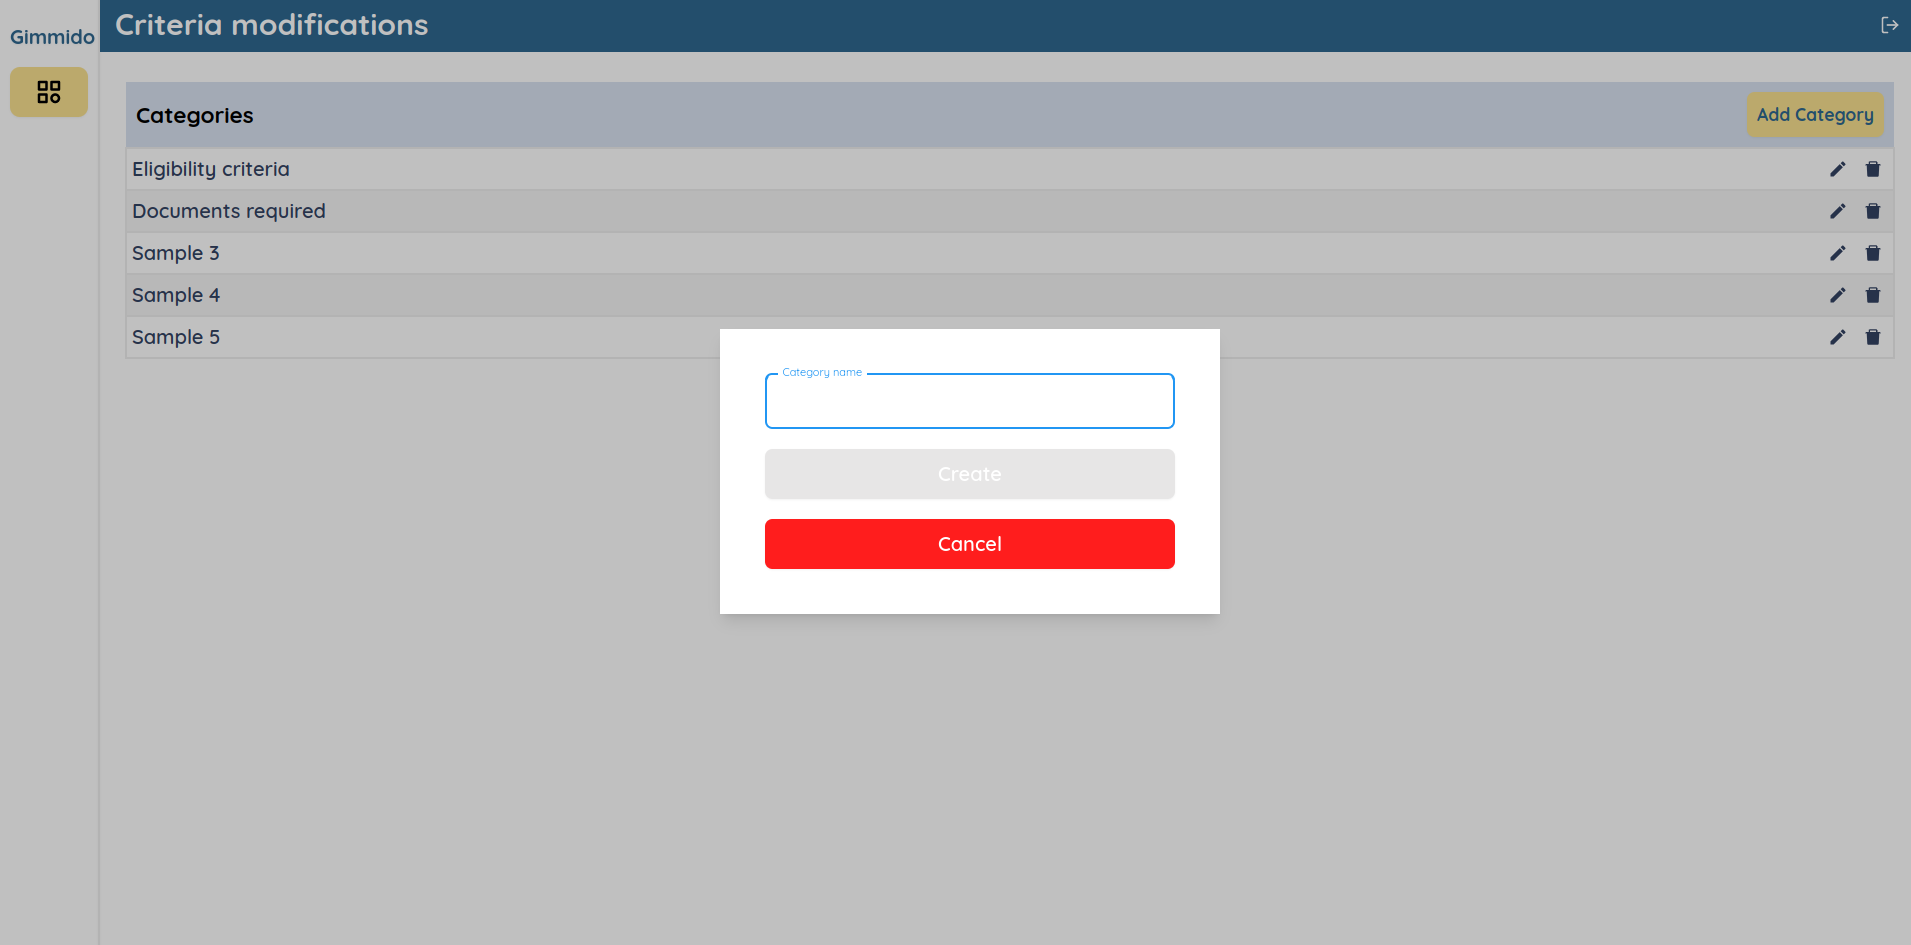 Gimmido
Criteria modifications
Categories
Add Category
Eligibility criteria
Documents required
Sample 3
Sample 4
Sample 5
Category name
Create
Cancel